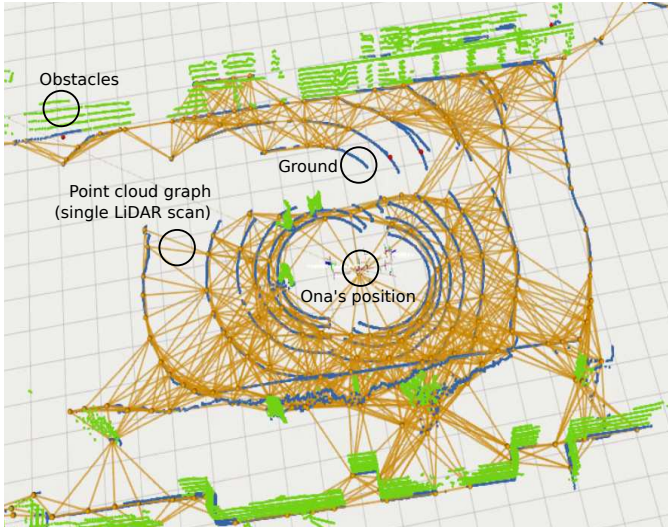 Obstacles
Ground
Point cloud graph
(single LiDAR scan)
Ona's position